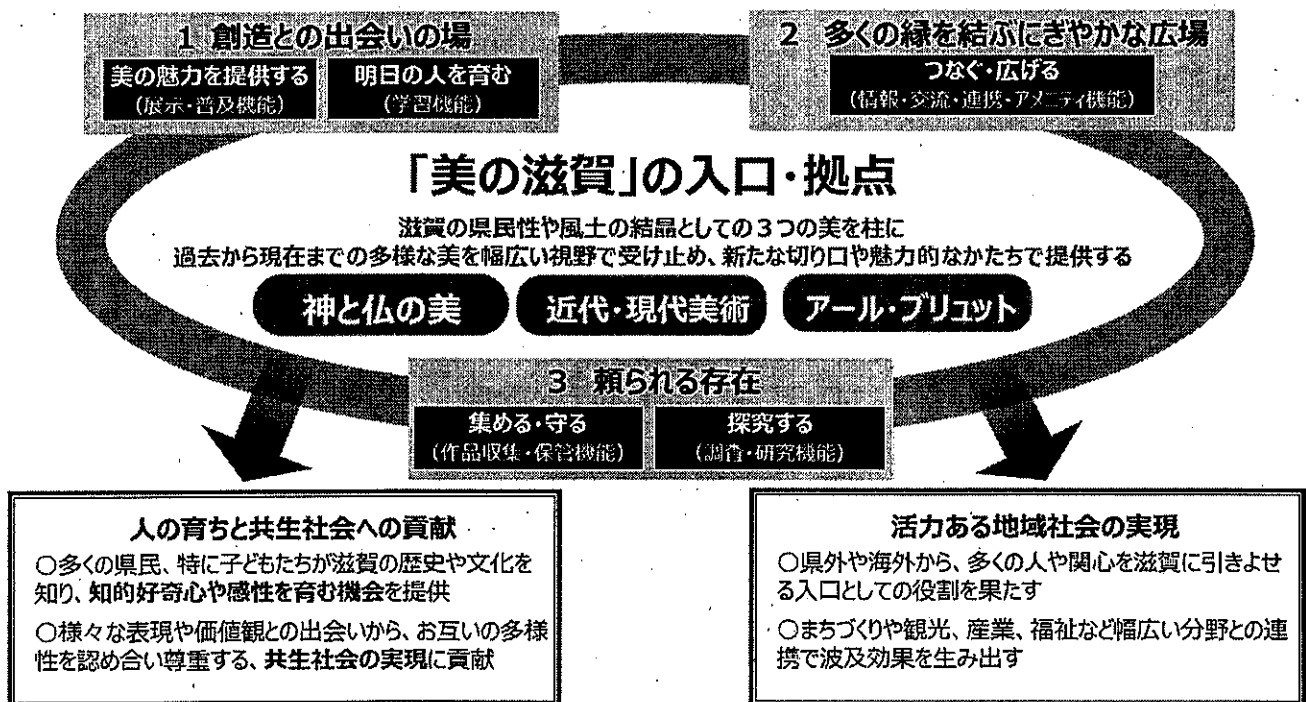 1 創造との出会いの場
美の魅力を提供する
(展示・普及機能)
明日の人を育む
(学習機能)
2 多くの縁を結ぶにぎやかな広場
つなぐ・広げる
(情報・交流・連携・アメニティ機能)
「美の滋賀」の入口・拠点
滋賀の県民性や風土の結晶としての３つの美を柱に
過去から現在までの多様な美を幅広い視野で受け止め、新たな切り口や魅力的なかたちで提供する
神と仏の美
近代・現代美術
アール・ブリュット
3 頼られる存在
集める・守る
(作品収集・保管機能)
探究する
(調査・研究機能)
人の育ちと共生社会への貢献
○多くの県民、特に子どもたちが滋賀の歴史や文化を
知り、知的好奇心や感性を育む機会を提供
○様々な表現や価値観との出会いから、お互いの多様
性を認め合い尊重する、共生社会の実現に貢献
活力ある地域社会の実現
○県外や海外から、多くの人や関心を滋賀に引きよせ
る入口としての役割を果たす
○まちづくりや観光、産業、福祉など幅広い分野との連
携で波及効果を生み出す